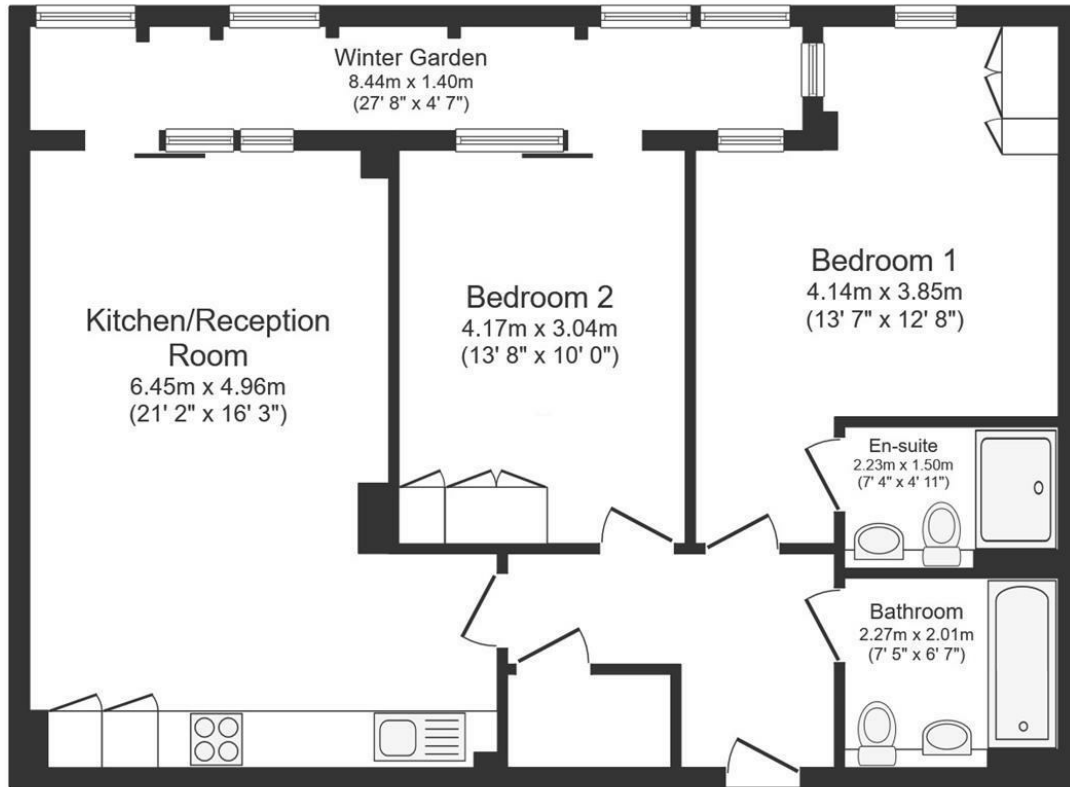 Winter Garden
8.44m x 1.40m
(27' 8" x 4' 7")
Bedroom 1
4.14m x 3.85m
(13' 7" x 12' 8")
Bedroom 2
4.17m x 3.04m
(13' 8" x 10' 0")
Kitchen/Reception
Room
6.45m x 4.96m
(21' 2" x 16' 3")
En-suite
2.23m x 1.50m
(7' 4" x 4' 11")
Bathroom
2.27m x 2.01m
(7' 5" x 6' 7")